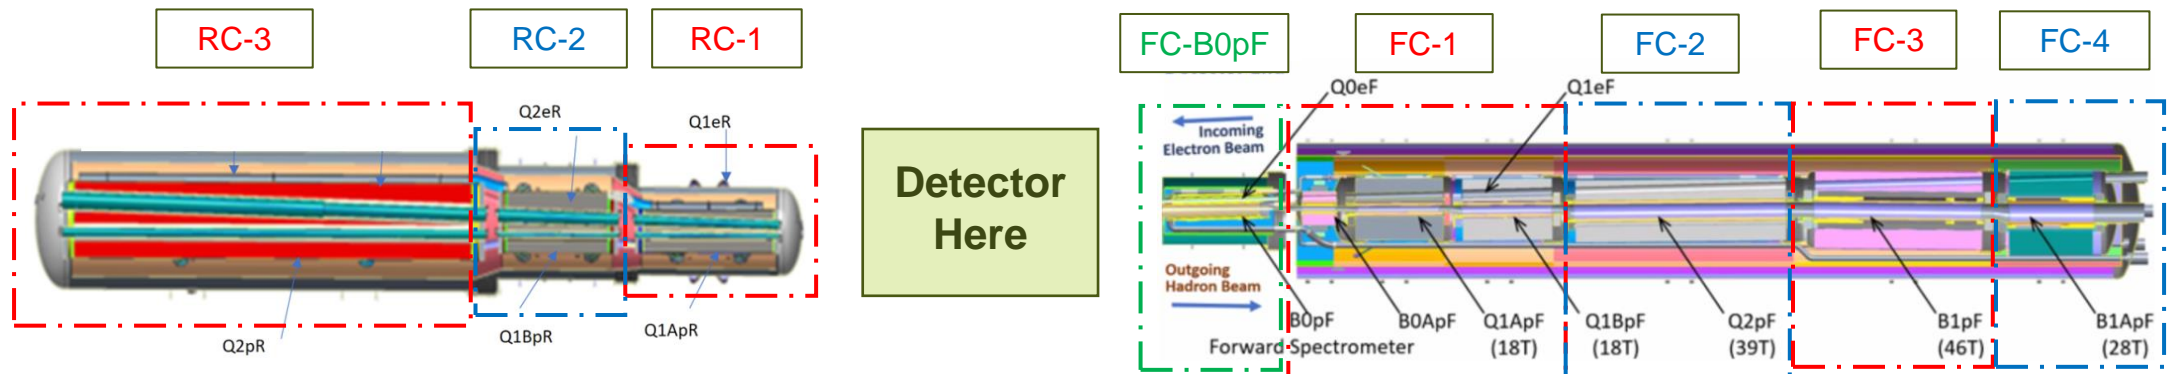 RC-3
RC-2
RC-1
FC-B0pF
FC-1
FC-2
FC-3
FC-4
Q2eR
Q1eR
Q0eF
Q1eF
Incoming
Electron Beam
Detector
Here
Outgoing
Hadron Beam
Q2pR
Q1BpR
Q1ApR
B0pF
B0ApF
Q1ApF
(18T)
Q1BpF
(18T)
Q2pF
(39T)
B1pF
(46T)
B1ApF
(28T)
Forward Spectrometer